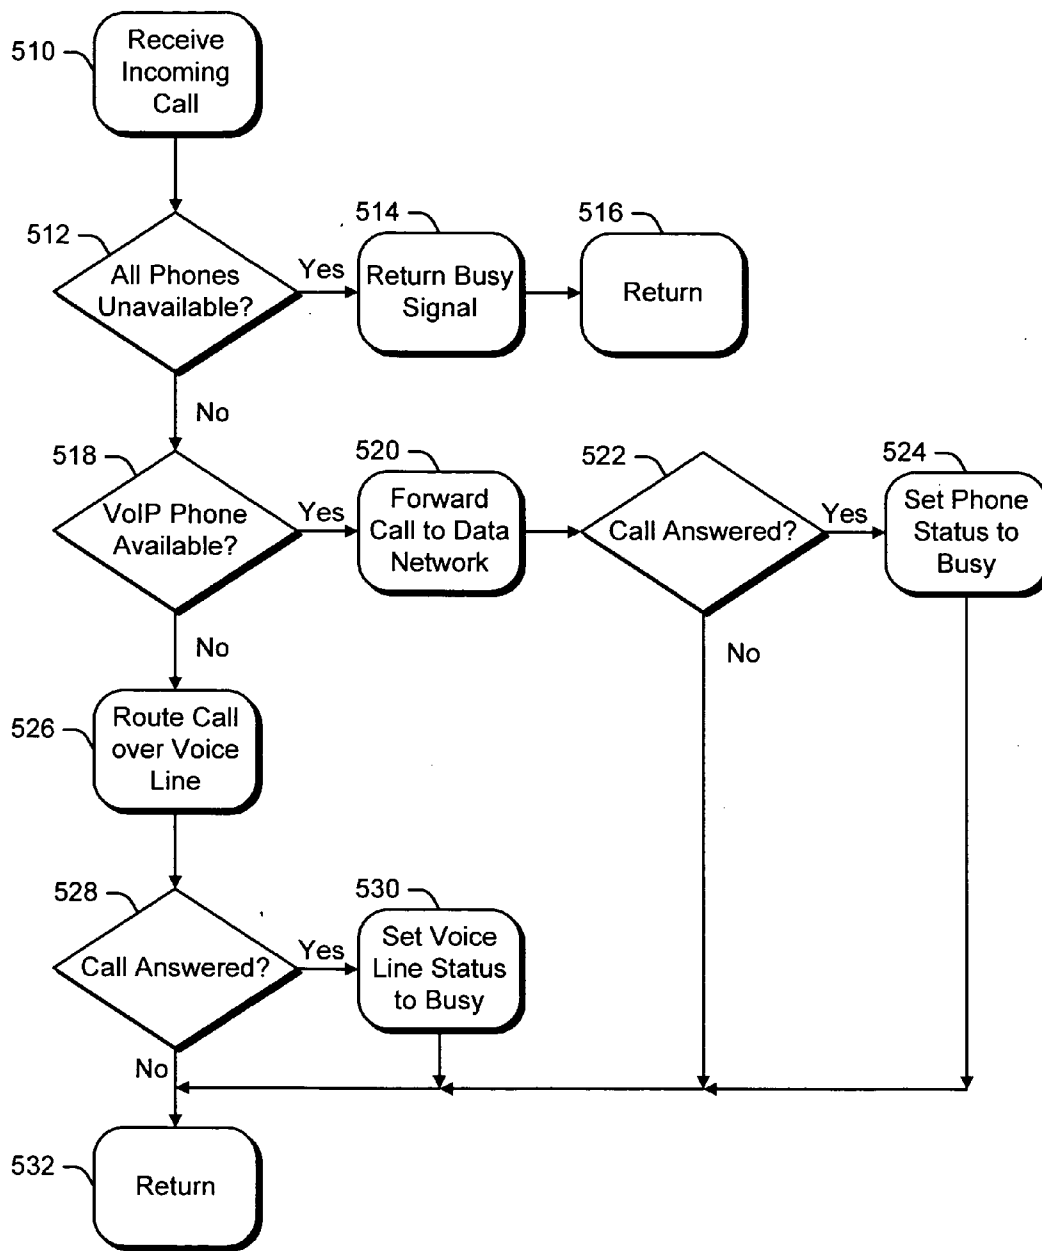 510
Receive
Incoming
Call
512
All Phones
Unavailable?
Yes
514
Return Busy
Signal
516
Return
No
518
VoIP Phone
Available?
Yes
520
Forward
Call to Data
Network
522
Call Answered?
Yes
524
Set Phone
Status to
Busy
No
No
526
Route Call
over Voice
Line
528
Call Answered?
Yes
530
Set Voice
Line Status
to Busy
No
532
Return